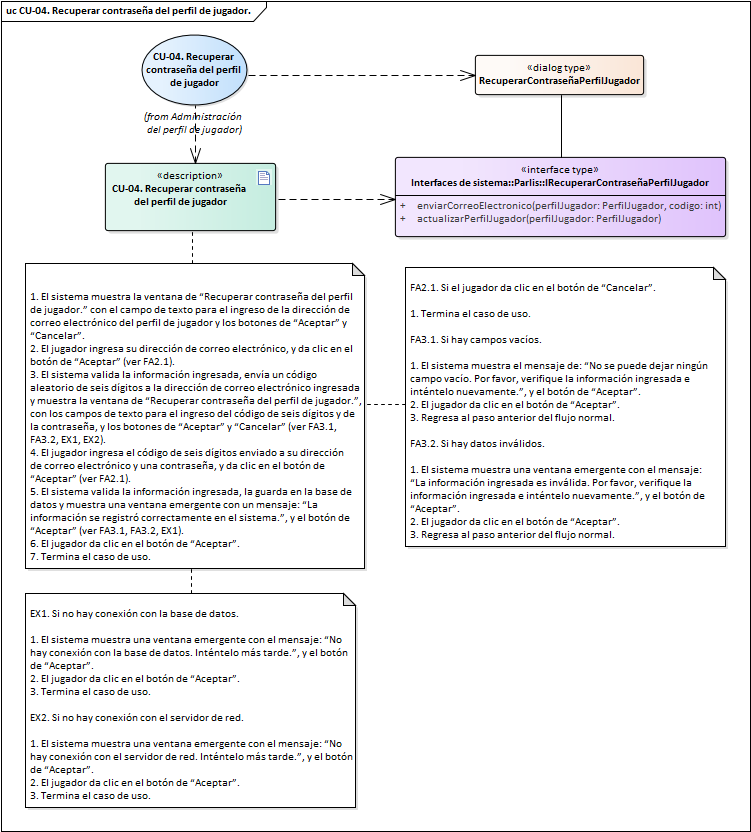 uc CU-04. Recuperar contraseña del perfil de jugador.
CU-04. Recuperar
contraseña del perfil
de jugador
(from Administración
del perfil de jugador)
«dialog type»
RecuperarContraseñaPerfilJugador
«description»
CU-04. Recuperar contraseña
del perfil de jugador
«interface type»
Interfaces de sistema::Parlis::IRecuperarContraseñaPerfilJugador
+ enviarCorreoElectronico(perfilJugador: PerfilJugador, codigo: int)
+ actualizarPerfilJugador(perfilJugador: PerfilJugador)
1. El sistema muestra la ventana de “Recuperar contraseña del perfil
de jugador.” con el campo de texto para el ingreso de la dirección de
correo electrónico del perfil de jugador y los botones de “Aceptar” y
“Cancelar”.
2. El jugador ingresa su dirección de correo electrónico, y da clic en el
botón de “Aceptar” (ver FA2.1).
3. El sistema valida la información ingresada, envía un código
aleatorio de seis dígitos a la dirección de correo electrónico ingresada
y muestra la ventana de “Recuperar contraseña del perfil de jugador.”,
con los campos de texto para el ingreso del código de seis dígitos y de
la contraseña, y los botones de “Aceptar” y “Cancelar” (ver FA3.1,
FA3.2, EX1, EX2).
4. El jugador ingresa el código de seis dígitos enviado a su dirección
de correo electrónico y una contraseña, y da clic en el botón de
“Aceptar” (ver FA2.1).
5. El sistema valida la información ingresada, la guarda en la base de
datos y muestra una ventana emergente con un mensaje: “La
información se registró correctamente en el sistema.”, y el botón de
“Aceptar” (ver FA3.1, FA3.2, EX1).
6. El jugador da clic en el botón de “Aceptar”.
7. Termina el caso de uso.
FA2.1. Si el jugador da clic en el botón de “Cancelar”.
1. Termina el caso de uso.
FA3.1. Si hay campos vacíos.
1. El sistema muestra el mensaje de: “No se puede dejar ningún
campo vacío. Por favor, verifique la información ingresada e
inténtelo nuevamente.”, y el botón de “Aceptar”.
2. El jugador da clic en el botón de “Aceptar”.
3. Regresa al paso anterior del flujo normal.
FA3.2. Si hay datos inválidos.
1. El sistema muestra una ventana emergente con el mensaje:
“La información ingresada es inválida. Por favor, verifique la
información ingresada e inténtelo nuevamente.”, y el botón de
“Aceptar”.
2. El jugador da clic en el botón de “Aceptar”.
3. Regresa al paso anterior del flujo normal.
EX1. Si no hay conexión con la base de datos.
1. El sistema muestra una ventana emergente con el mensaje: “No
hay conexión con la base de datos. Inténtelo más tarde.”, y el botón
de “Aceptar”.
2. El jugador da clic en el botón de “Aceptar”.
3. Termina el caso de uso.
EX2. Si no hay conexión con el servidor de red.
1. El sistema muestra una ventana emergente con el mensaje: “No
hay conexión con el servidor de red. Inténtelo más tarde.”, y el botón
de “Aceptar”.
2. El jugador da clic en el botón de “Aceptar”.
3. Termina el caso de uso.